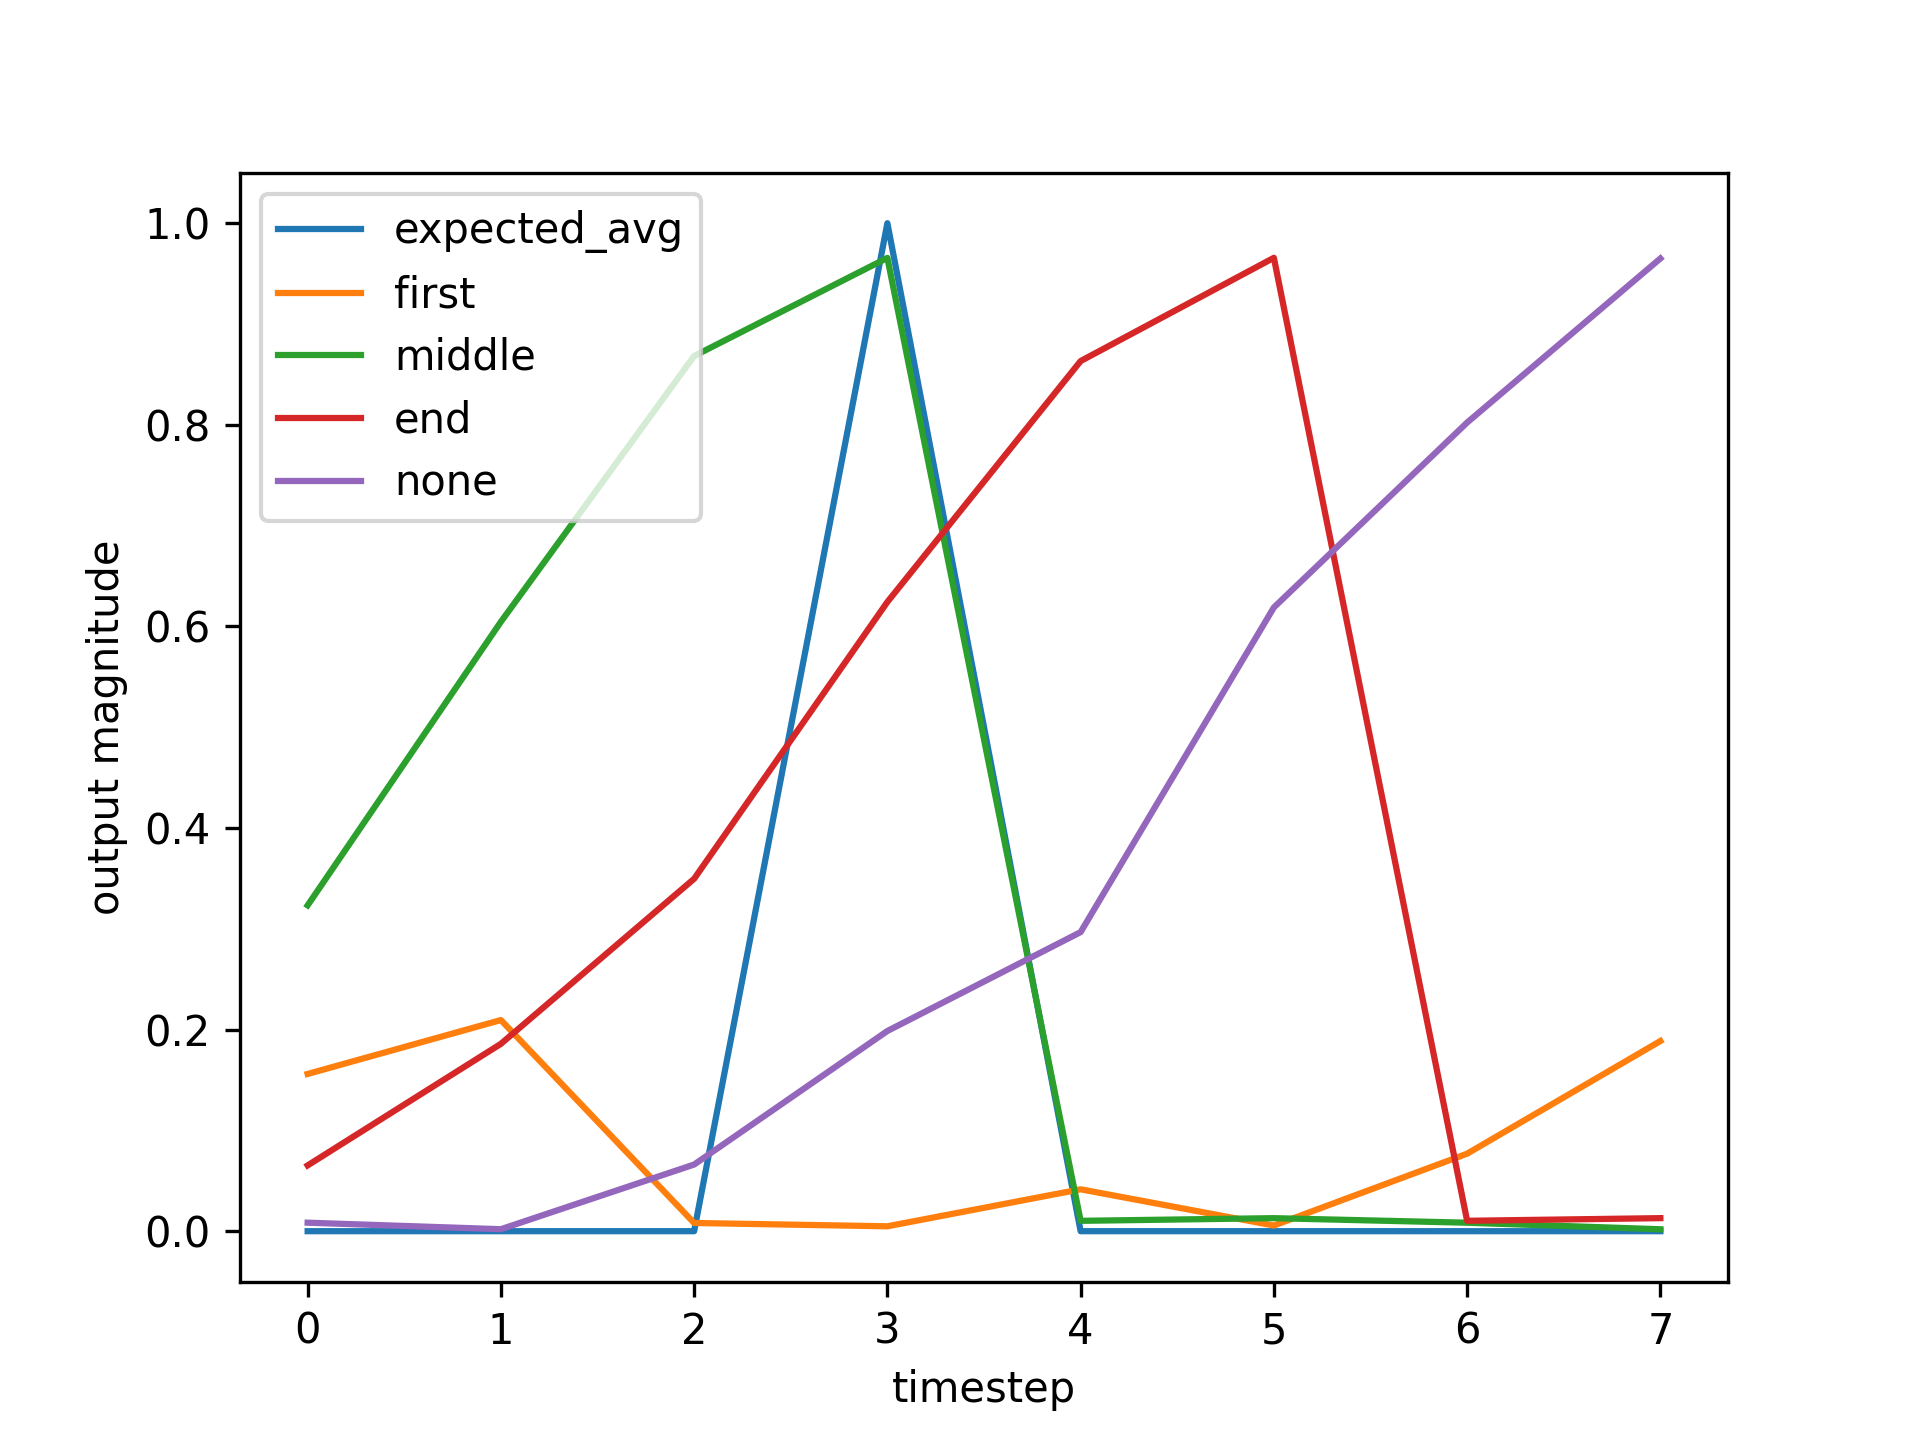 expected_avg
first
middle
end
none
output magnitude
1.0
0.8
0.6
0.4
0.2
0.0
0 1 2 3 4 5 6 7
timestep